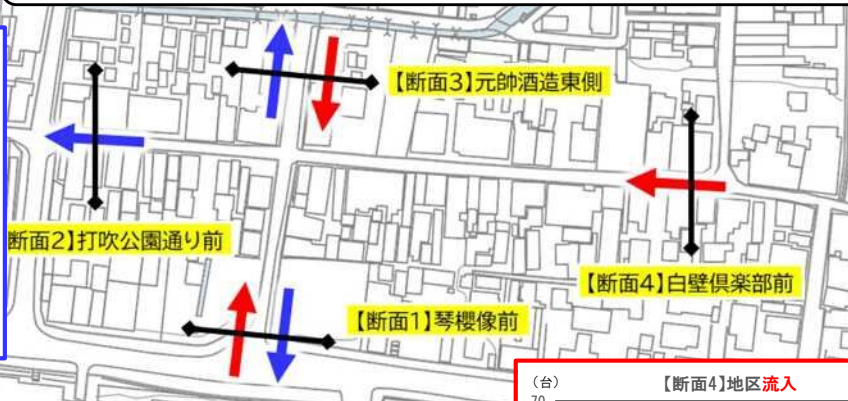 【断面3】元帥酒造東側
断面2】打吹公園通り前
【断面4】白壁倶楽部前
【断面1】琴櫻像前
（台）
【断面4】地区流入
70